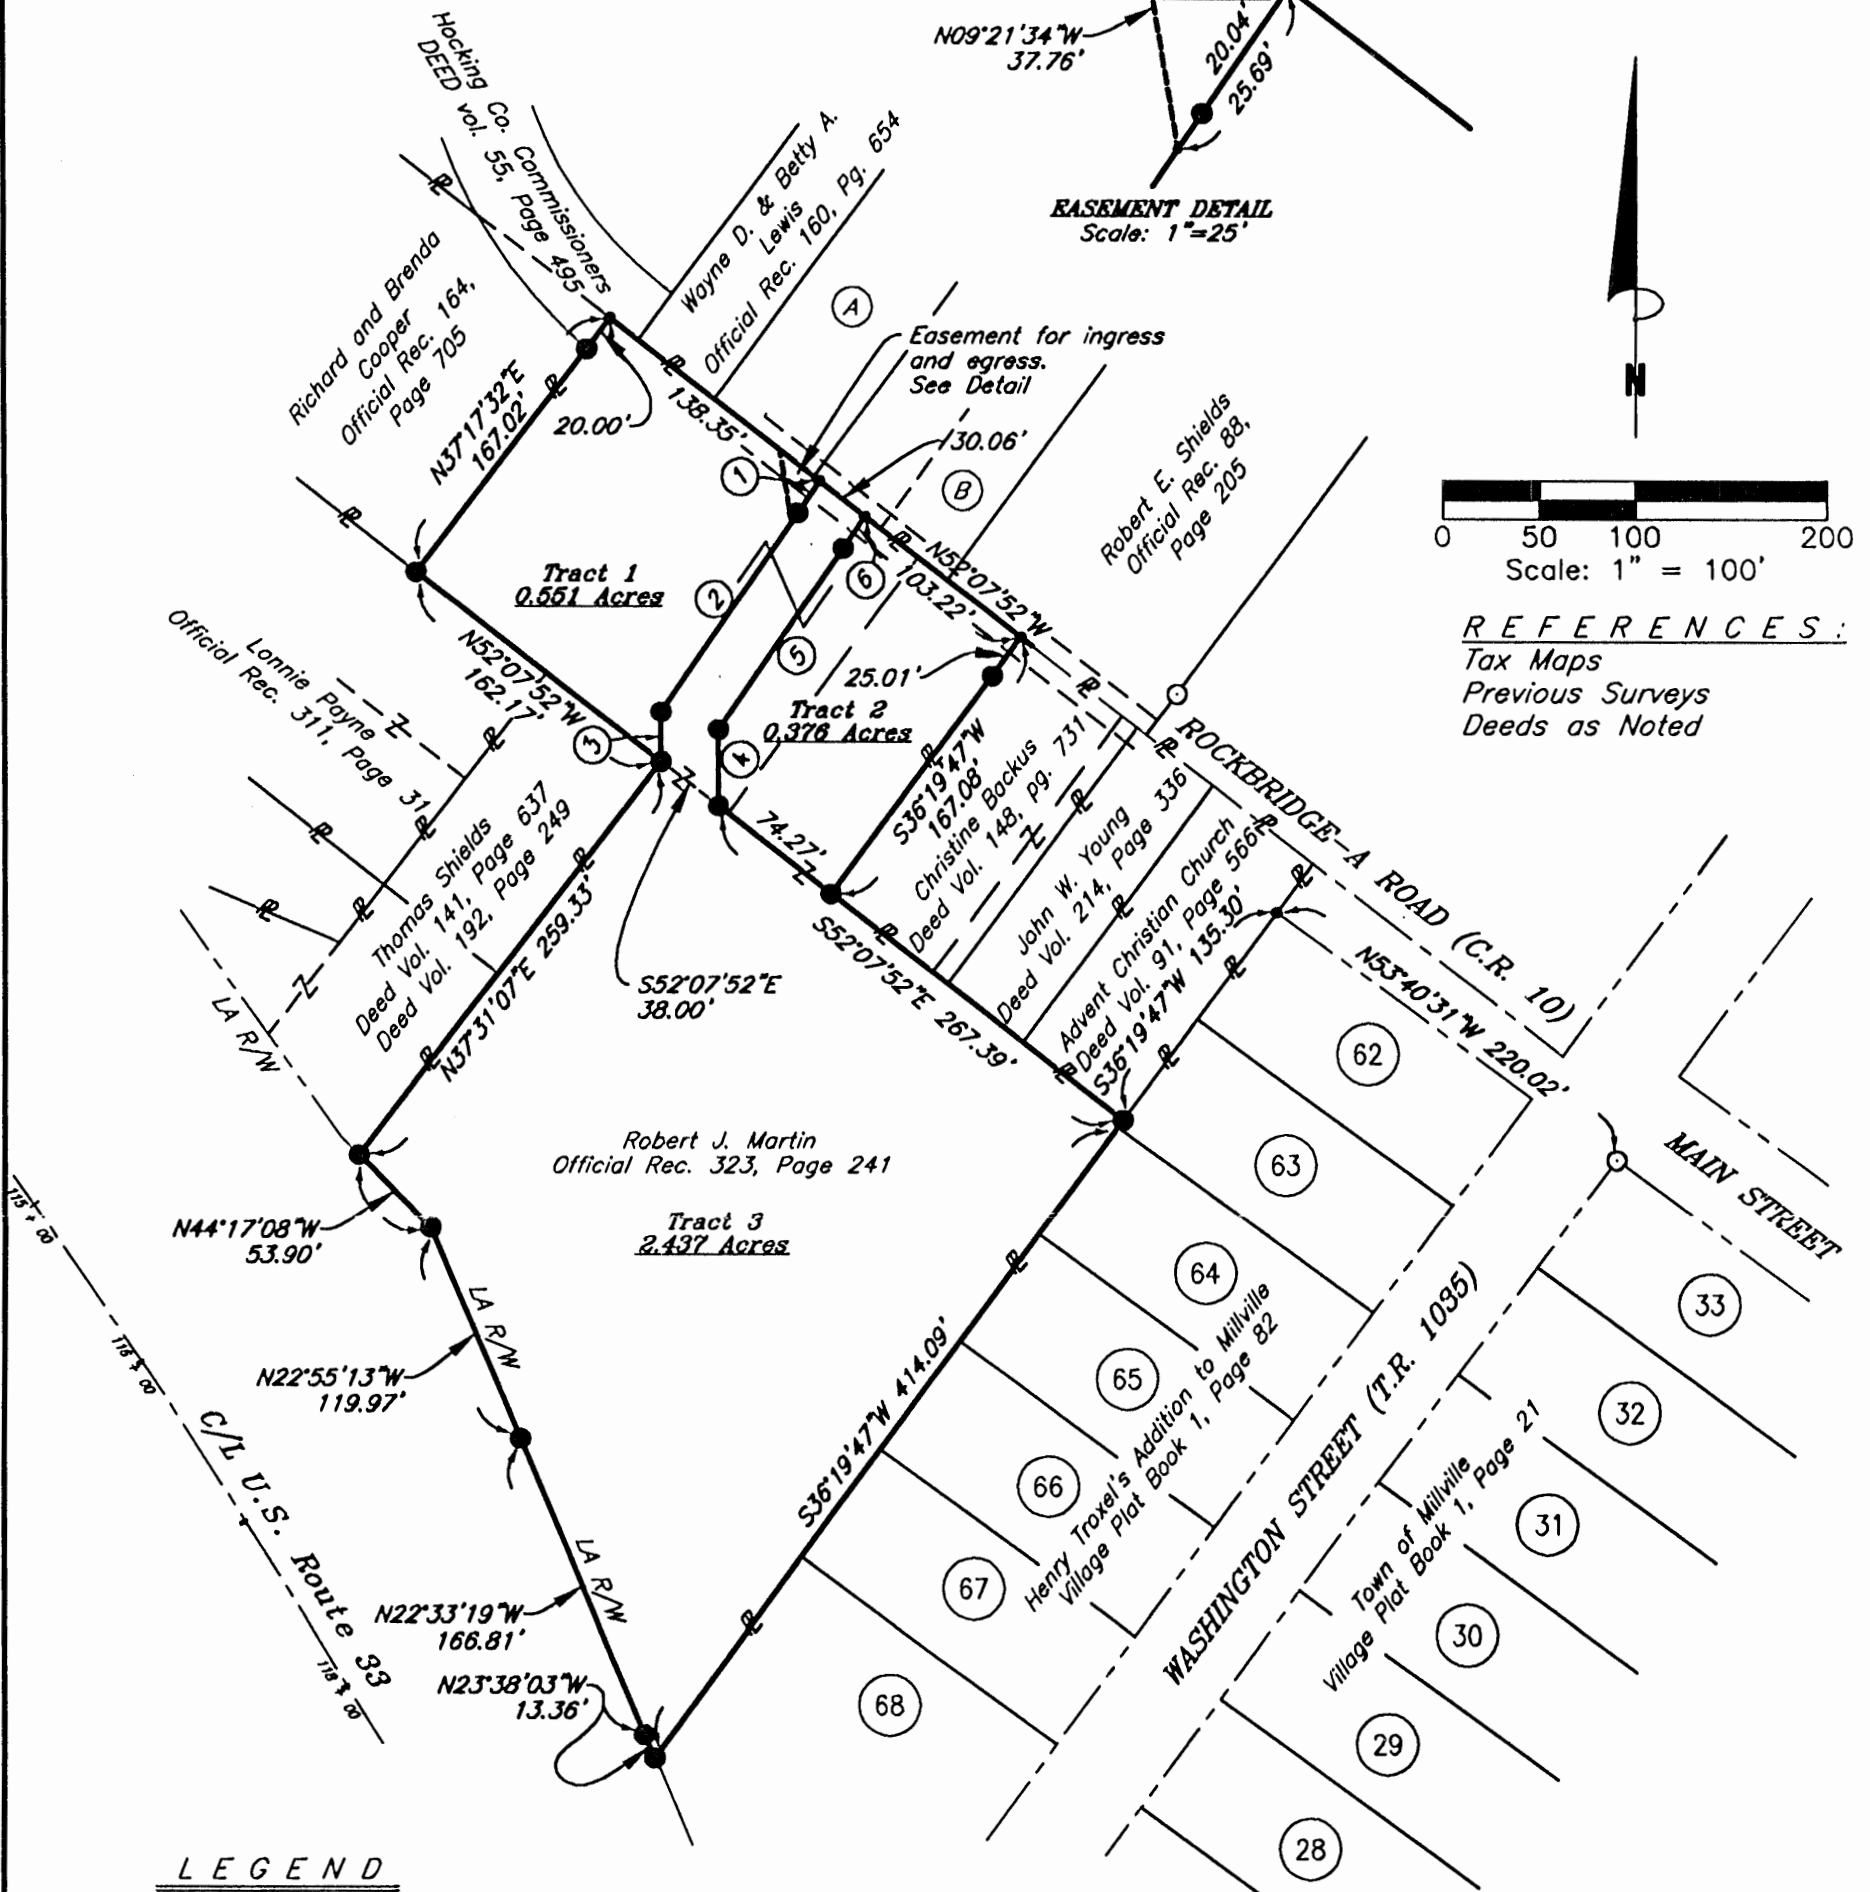 N09°21'34"W
37.76'
20.04'
25.69'
EASEMENT DETAIL
Scale: 1"=25'
Hocking Co. Commissioners
DEED vol. 55, Page 495
Wayne D. & Betty A.
Lewis
Official Rec. 160, Pg. 654
Richard and Brenda
Cooper
Official Rec. 164,
Page 705
A
Easement for ingress
and egress.
See Detail
N37°17'32"E
167.02'
20.00'
138.35'
30.06'
B
1
Robert E. Shields
Official Rec. 88,
Page 205
N
0 50 100 200
Scale: 1" = 100'
REFERENCES:
Tax Maps
Previous Surveys
Deeds as Noted
N52°07'52"W
103.22'
6
Tract 1
0.551 Acres
2
5
25.01'
Tract 2
0.376 Acres
Lonnie Payne
Official Rec. 311, Page 31
N52°07'52"W
162.17'
3
4
74.27'
S36°19'47"W
167.08'
Christine Backus
Deed Vol. 148, pg. 731
John W. Young
Deed Vol. 214, Page 336
Advent Christian Church
Deed Vol. 91, Page 566
S36°19'47"W 135.30'
ROCKBRIDGE-A ROAD (C.R. 10)
N53°40'31"W 220.02'
Thomas Shields
Deed Vol. 141, Page 637
Deed Vol. 192, Page 249
N37°31'07"E 259.33'
S52°07'52"E
38.00'
S52°07'52"E 267.39'
LA R/W
62
63
MAIN STREET
Robert J. Martin
Official Rec. 323, Page 241
Tract 3
2.437 Acres
115+00
N44°17'08"W
53.90'
64
33
LA R/W
116+00
N22°55'13"W
119.97'
65
32
C/L U.S. Route 33
S36°19'47"W 414.09'
Henry Troxel's Addition to Millville
Village Plat Book 1, Page 82
66
WASHINGTON STREET (T.R. 1035)
Town of Millville
Village Plat Book 1, Page 21
31
LA R/W
N22°33'19"W
166.81'
67
30
118+00
N23°38'03"W
13.36'
68
29
28
LEGEND